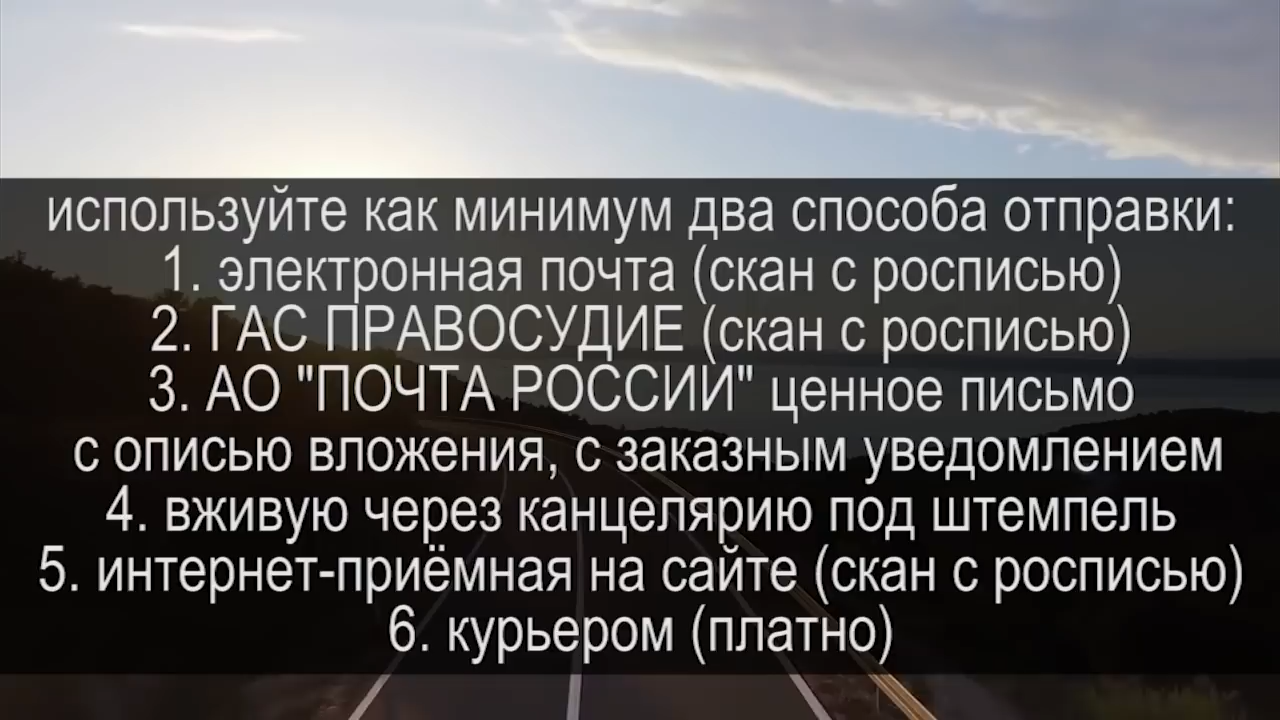 используйте как минимум два способа отправки:
1. электронная почта (скан с росписью)
2. ГАС ПРАВОСУДИЕ (скан с росписью)
3. АО "ПОЧТА РОССИИ" ценное письмо
с описью вложения, с заказным уведомлением
4. вживую через канцелярию под штемпель
5. интернет-приёмная на сайте (скан с росписью)
6. курьером (платно)